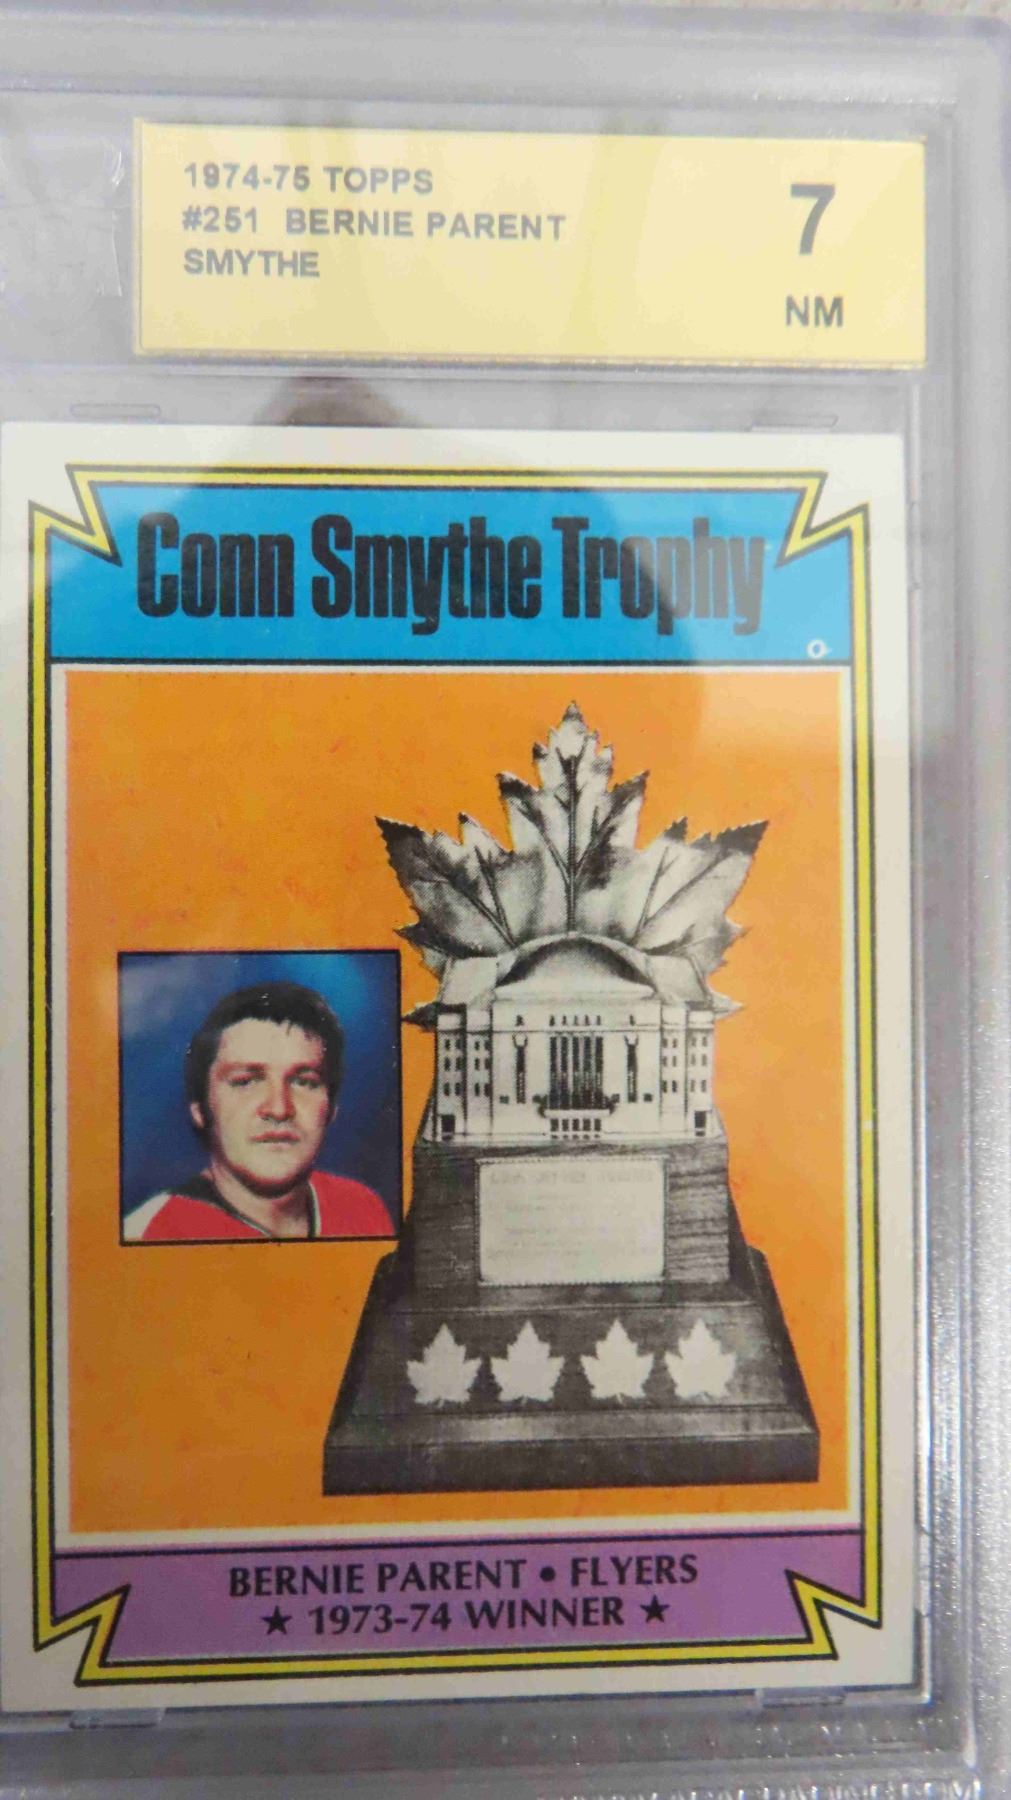 1974-75 TOPPS
#251 BERNIE PARENT
SMYTHE
7
NM
Conn Smythe Trophy
BERNIE PARENT • FLYERS
★ 1973-74 WINNER ★